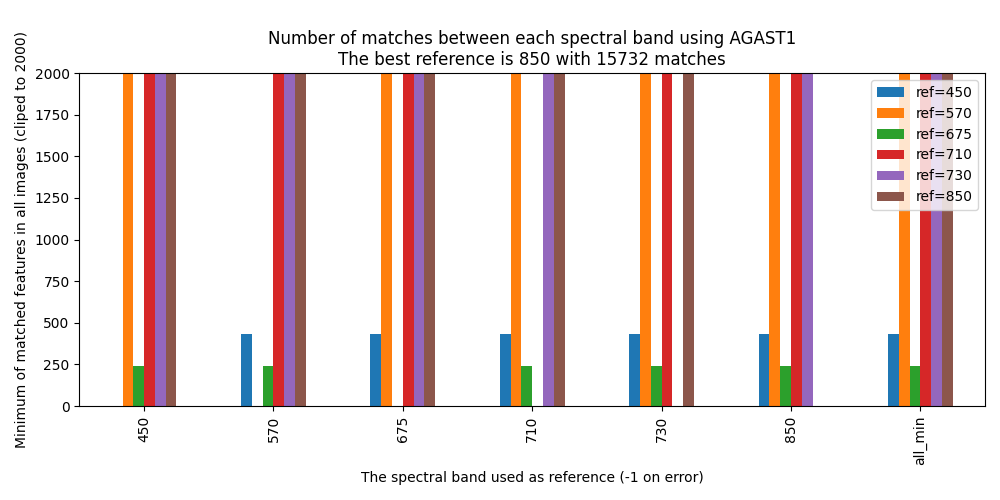 Number of matches between each spectral band using AGAST1
The best reference is 850 with 15732 matches
Minimum of matched features in all images (cliped to 2000)
2000
1750
1500
1250
1000
750
500
250
0
ref=450
ref=570
ref=675
ref=710
ref=730
ref=850
450
570
675
710
730
850
all_min
The spectral band used as reference (-1 on error)